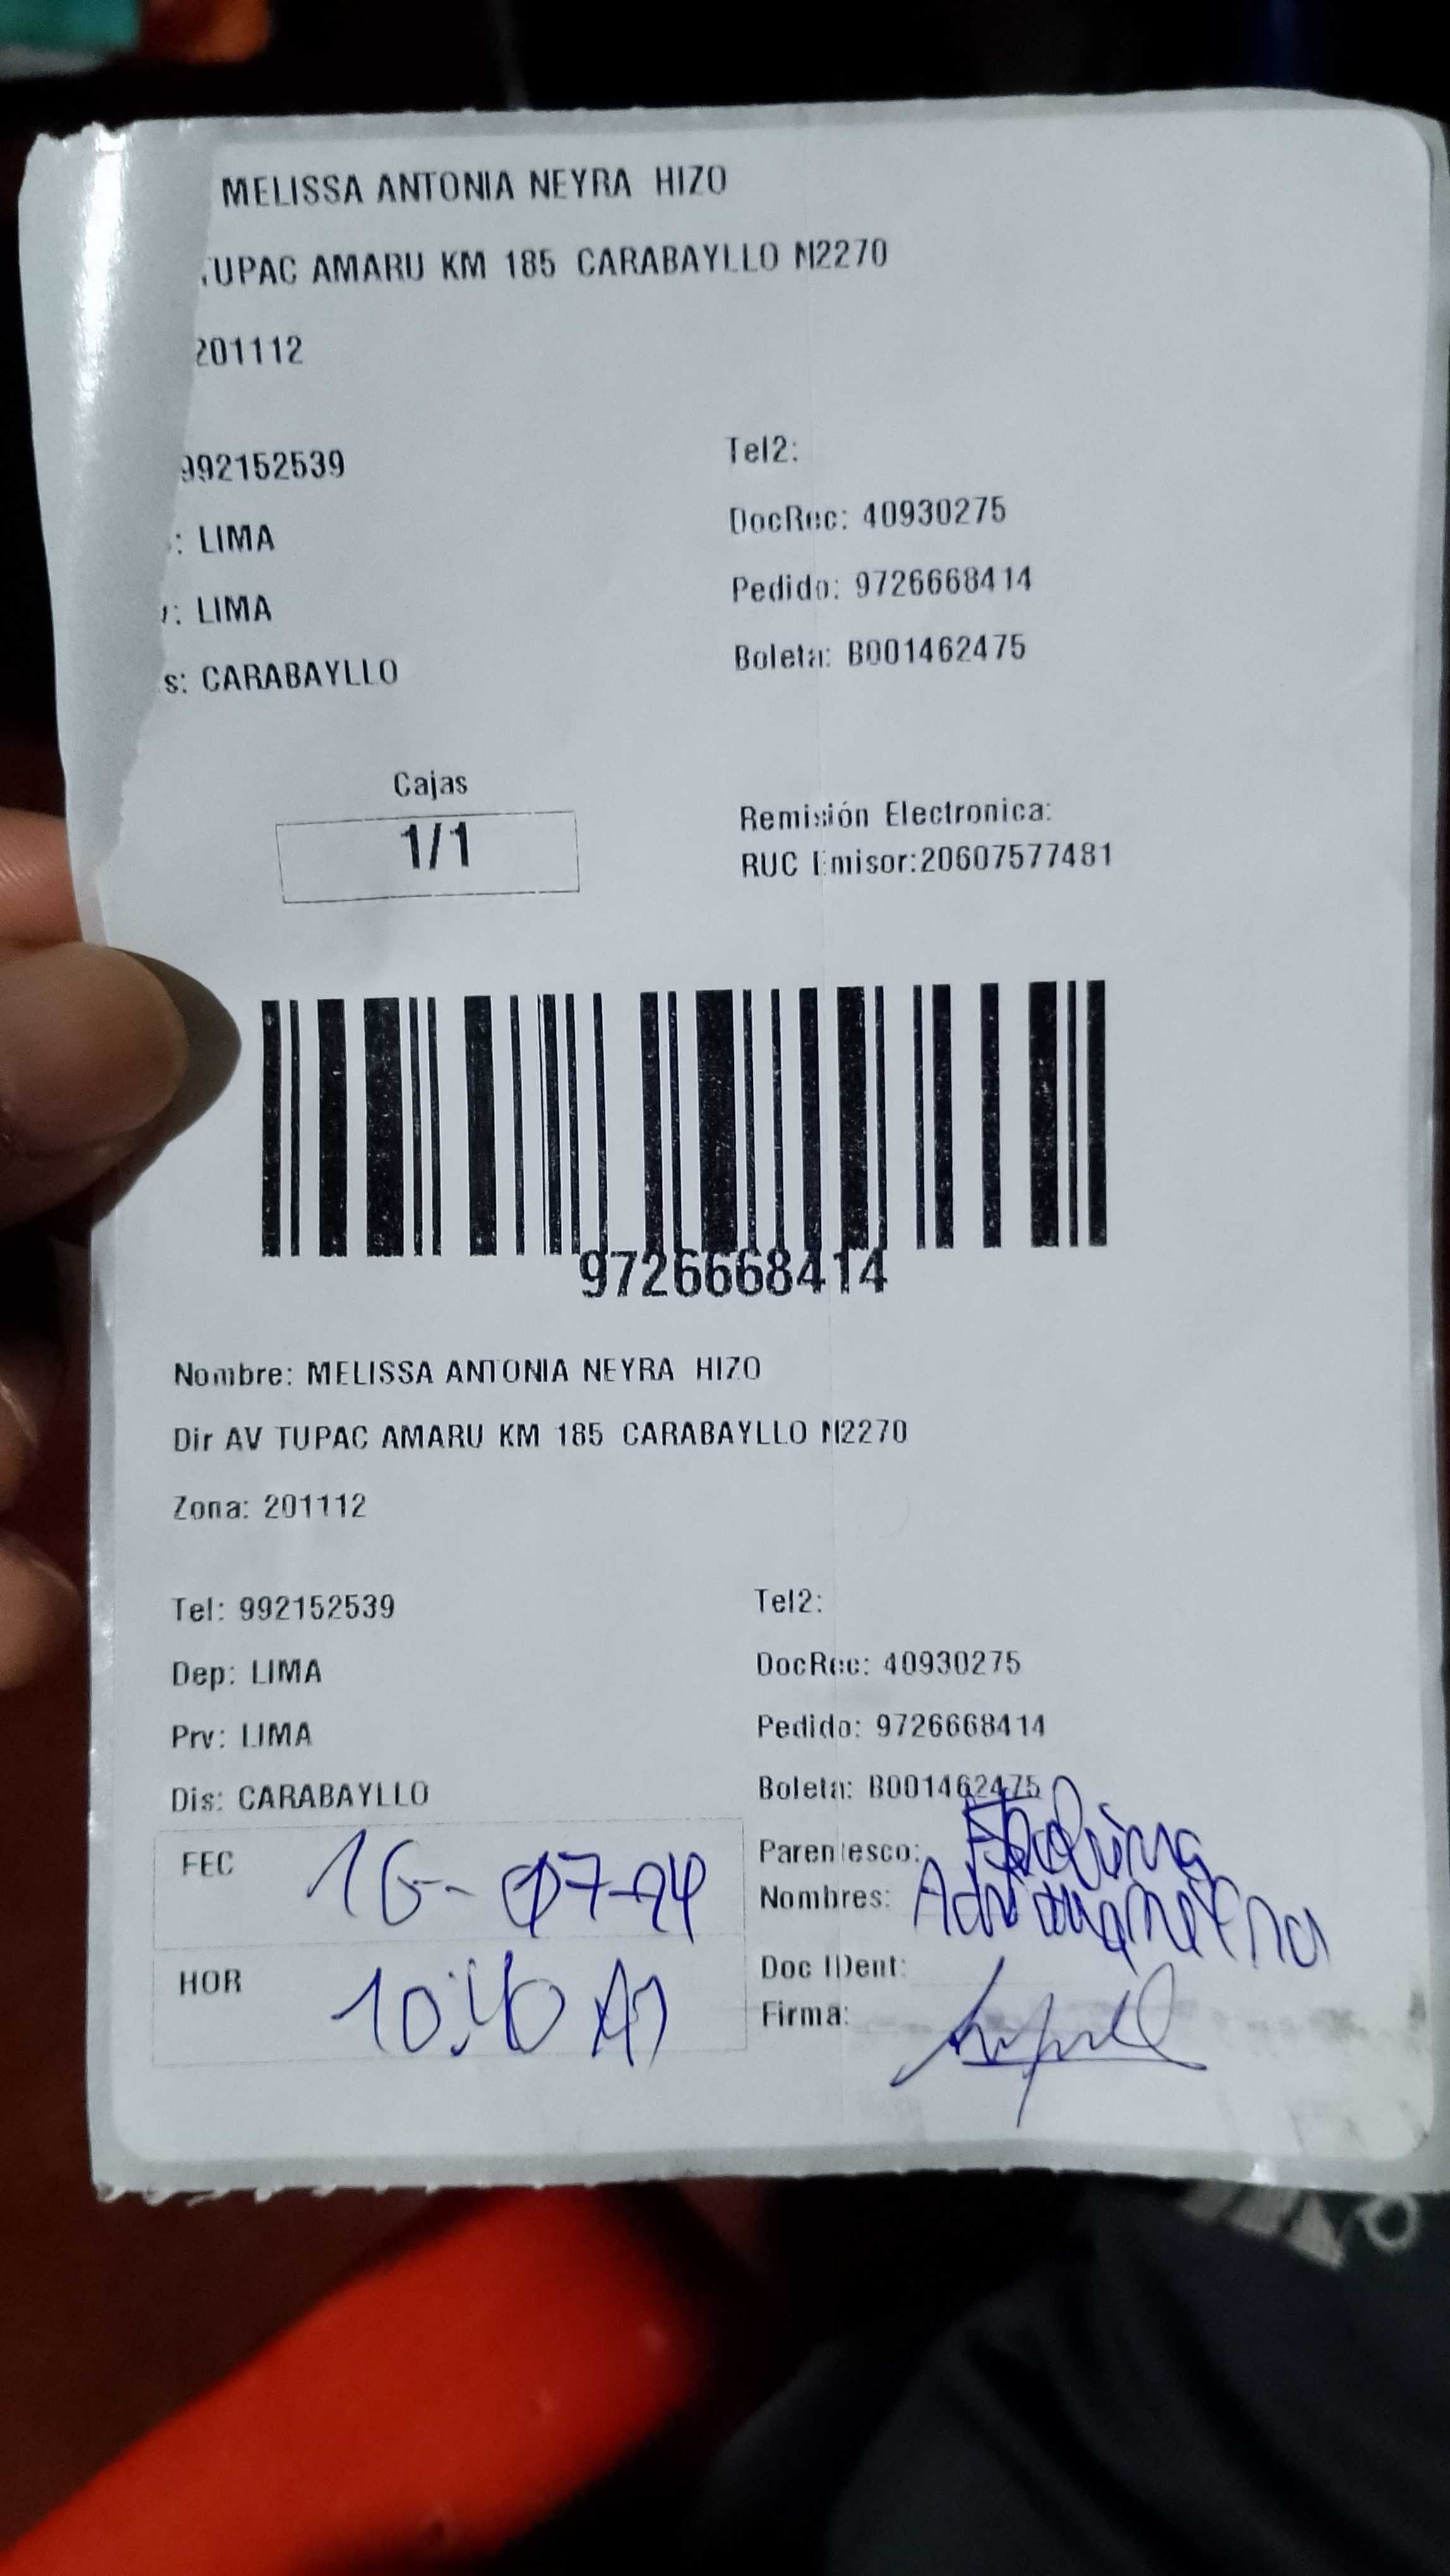 MELISSA ANTONIA NEYRA HIZO
TUPAC AMARU KM 185 CARABAYLLO N2270
201112
992152539
Tel2:
: LIMA
DocRec: 40930275
: LIMA
Pedido: 9726668414
s: CARABAYLLO
Boleta: B001462475
Cajas
1/1
Remisión Electronica:
RUC Emisor:20607577481
9726668414
Nombre: MELISSA ANTONIA NEYRA HIZO
Dir AV TUPAC AMARU KM 185 CARABAYLLO N2270
Zona: 201112
Tel: 992152539
Tel2:
Dep: LIMA
DocRec: 40930275
Prv: LIMA
Pedido: 9726668414
Dis: CARABAYLLO
Boleta: B001462475
FEC 16-07-24
Parentesco:
Nombres:
HOR 10:40 AM
Doc IDent:
Firma: